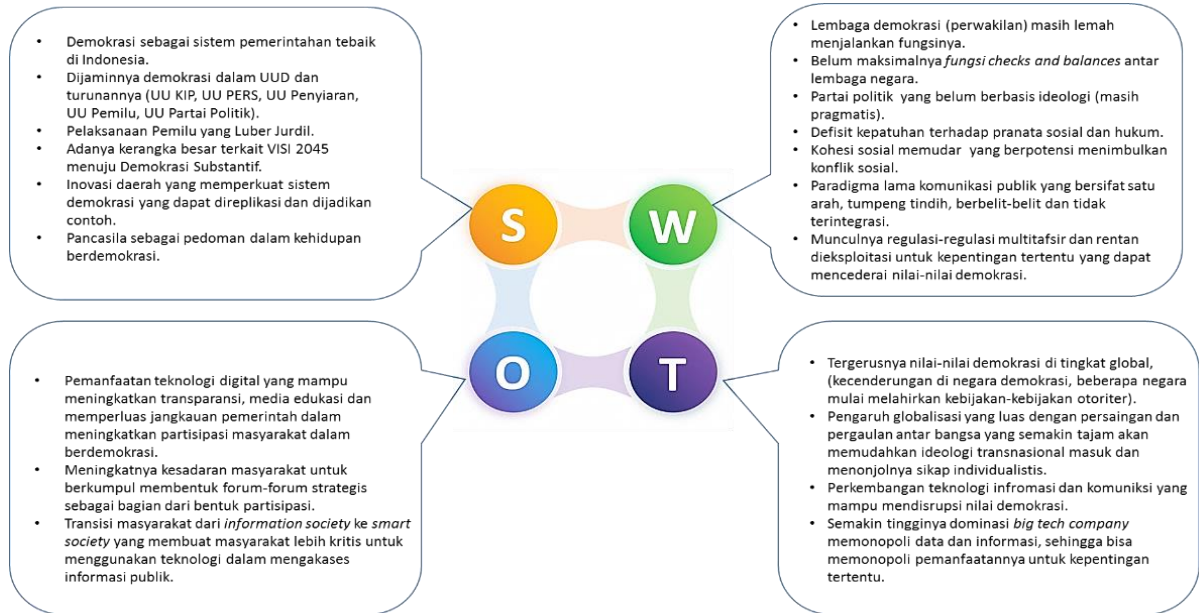 • Demokrasi sebagai sistem pemerintahan tebaik
di Indonesia.
• Dijaminnya demokrasi dalam UUD dan
turunannya (UU KIP, UU PERS, UU Penyiaran,
UU Pemilu, UU Partai Politik).
• Pelaksanaan Pemilu yang Luber Jurdil.
• Adanya kerangka besar terkait VISI 2045
menuju Demokrasi Substantif.
• Inovasi daerah yang memperkuat sistem
demokrasi yang dapat direplikasi dan dijadikan
contoh.
• Pancasila sebagai pedoman dalam kehidupan
berdemokrasi.
• Lembaga demokrasi (perwakilan) masih lemah
menjalankan fungsinya.
• Belum maksimalnya fungsi checks and balances antar
lembaga negara.
• Partai politik yang belum berbasis ideologi (masih
pragmatis).
• Defisit kepatuhan terhadap pranata sosial dan hukum.
• Kohesi sosial memudar yang berpotensi menimbulkan
konflik sosial.
• Paradigma lama komunikasi publik yang bersifat satu
arah, tumpeng tindih, berbelit-belit dan tidak
terintegrasi.
• Munculnya regulasi-regulasi multitafsir dan rentan
dieksploitasi untuk kepentingan tertentu yang dapat
mencederai nilai-nilai demokrasi.
S
W
O
T
• Pemanfaatan teknologi digital yang mampu
meningkatkan transparansi, media edukasi dan
memperluas jangkauan pemerintah dalam
meningkatkan partisipasi masyarakat dalam
berdemokrasi.
• Meningkatnya kesadaran masyarakat untuk
berkumpul membentuk forum-forum strategis
sebagai bagian dari bentuk partisipasi.
• Transisi masyarakat dari information society ke smart
society yang membuat masyarakat lebih kritis untuk
menggunakan teknologi dalam mengakases
informasi publik.
• Tergerusnya nilai-nilai demokrasi di tingkat global,
(kecenderungan di negara demokrasi, beberapa negara
mulai melahirkan kebijakan-kebijakan otoriter).
• Pengaruh globalisasi yang luas dengan persaingan dan
pergaulan antar bangsa yang semakin tajam akan
memudahkan ideologi transnasional masuk dan
menonjolnya sikap individualistis.
• Perkembangan teknologi infromasi dan komuniksi yang
mampu mendisrupsi nilai demokrasi.
• Semakin tingginya dominasi big tech company
memonopoli data dan informasi, sehingga bisa
memonopoli pemanfaatannya untuk kepentingan
tertentu.